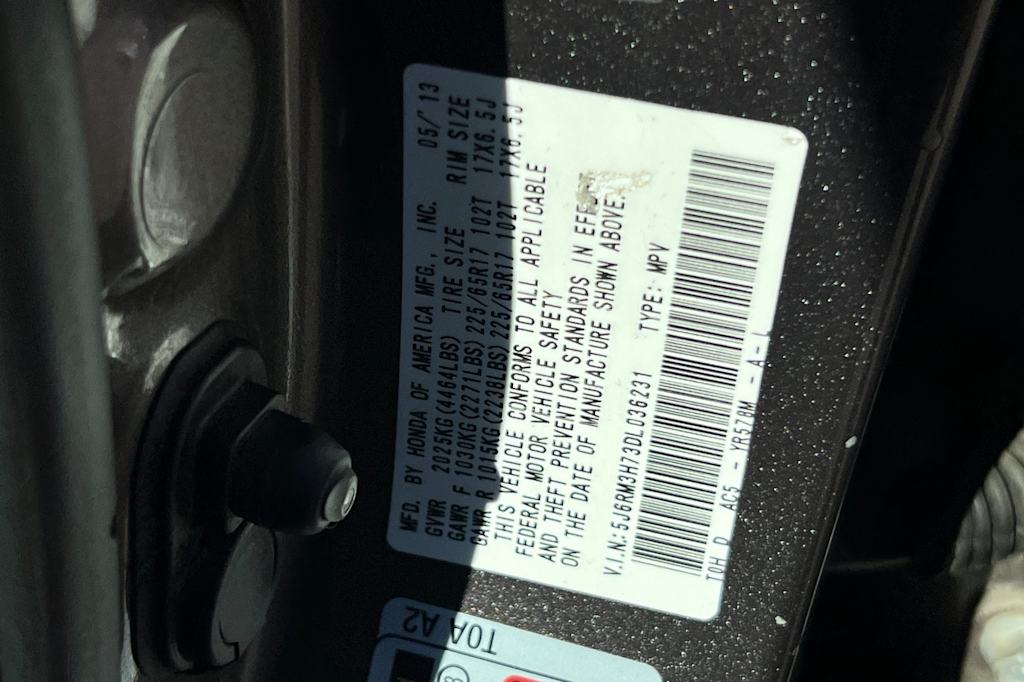 MFD. BY HONDA OF AMERICA MFG., INC. 05/13
GVWR 2025KG(4464LBS) TIRE SIZE RIM SIZE
GAWR F 1030KG(2271LBS) 225/65R17 102T 17X6.5J
GAWR R 1015KG(2238LBS) 225/65R17 102T 17X6.5J
THIS VEHICLE CONFORMS TO ALL APPLICABLE
FEDERAL MOTOR VEHICLE SAFETY
AND THEFT PREVENTION STANDARDS IN EFFECT
ON THE DATE OF MANUFACTURE SHOWN ABOVE.
V.I.N:5J6RM3H73DL036231 TYPE: MPV
T0H D AC5 - YR578M - A - L
T0A A2